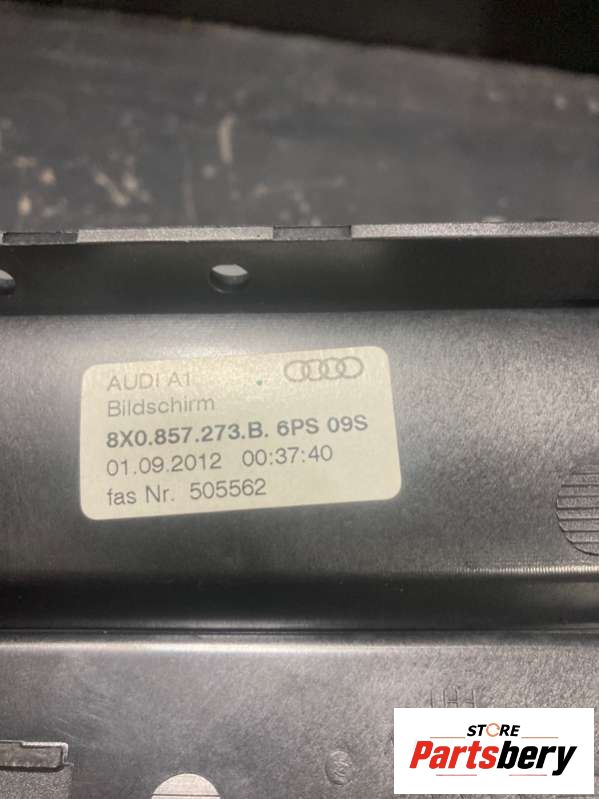 AUDI A1
Bildschirm
8X0.857.273.B. 6PS 09S
01.09.2012 00:37:40
fas Nr. 505562
STORE
Partsbery